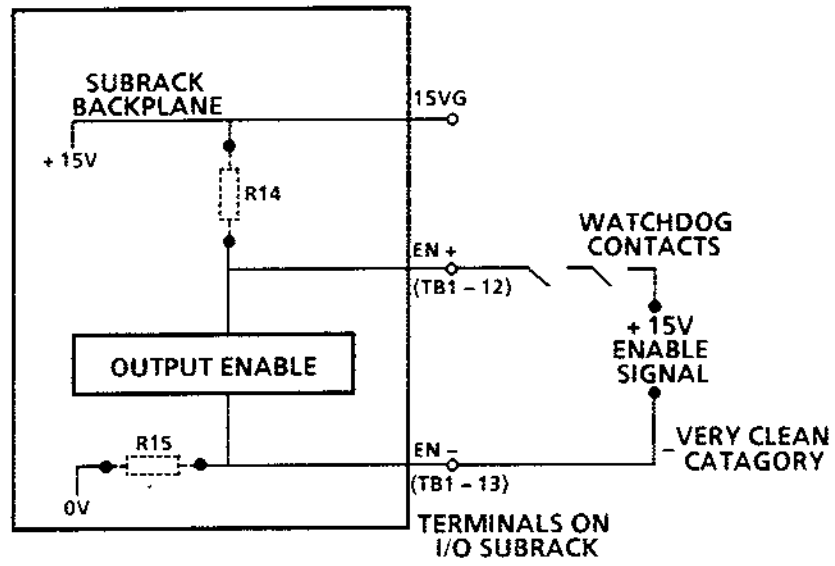 SUBRACK
BACKPLANE
15VG
+ 15V
R14
WATCHDOG
CONTACTS
EN +
(TB1 – 12)
+ 15V
ENABLE
SIGNAL
OUTPUT ENABLE
R15
EN –
– VERY CLEAN
CATAGORY
(TB1 – 13)
0V
TERMINALS ON
I/O SUBRACK